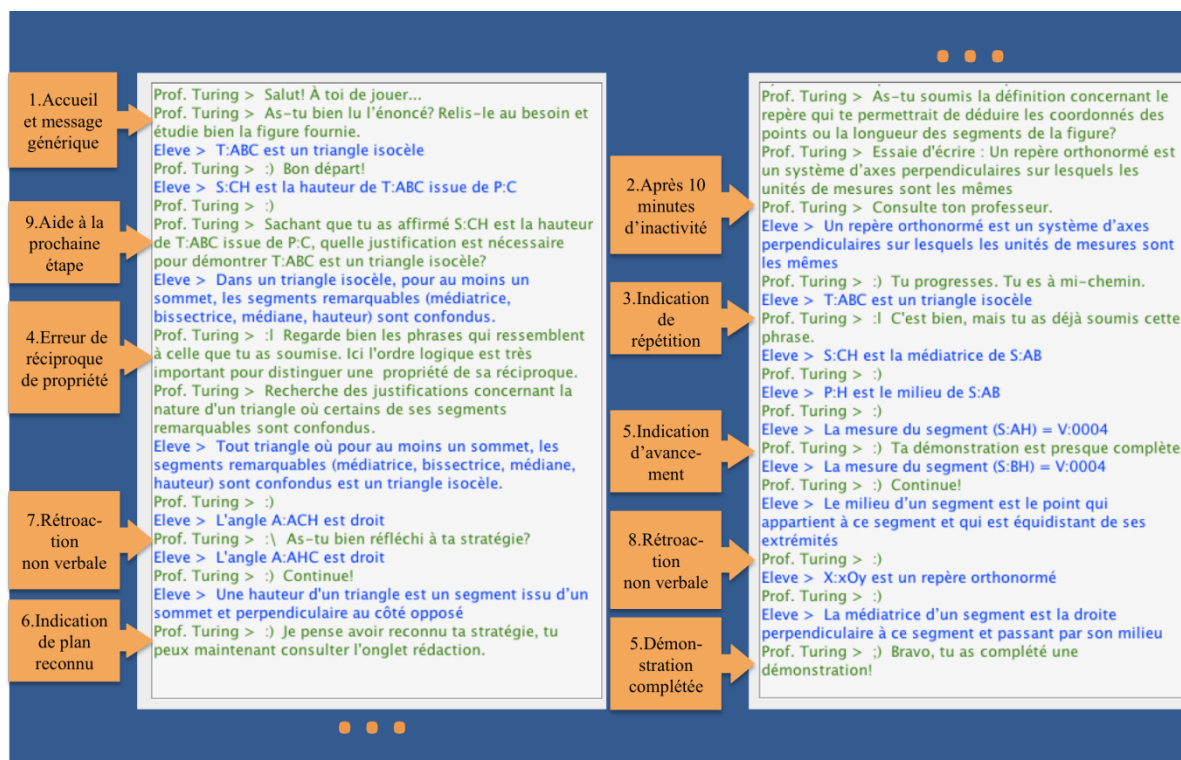 1.Accueil
et message
générique
9.Aide à la
prochaine
étape
4.Erreur de
réciproque
de propriété
7.Rétroac-
tion
non verbale
6.Indication
de plan
reconnu
Prof. Turing > Salut! À toi de jouer...
Prof. Turing > As-tu bien lu l'énoncé? Relis-le au besoin et
étudie bien la figure fournie.
Eleve > T:ABC est un triangle isocèle
Prof. Turing > :) Bon départ!
Eleve > S:CH est la hauteur de T:ABC issue de P:C
Prof. Turing > :)
Prof. Turing > Sachant que tu as affirmé S:CH est la hauteur
de T:ABC issue de P:C, quelle justification est nécessaire
pour démontrer T:ABC est un triangle isocèle?
Eleve > Dans un triangle isocèle, pour au moins un
sommet, les segments remarquables (médiatrice,
bissectrice, médiane, hauteur) sont confondus.
Prof. Turing > :l Regarde bien les phrases qui ressemblent
à celle que tu as soumise. Ici l'ordre logique est très
important pour distinguer une propriété de sa réciproque.
Prof. Turing > Recherche des justifications concernant la
nature d'un triangle où certains de ses segments
remarquables sont confondus.
Eleve > Tout triangle où pour au moins un sommet, les
segments remarquables (médiatrice, bissectrice, médiane,
hauteur) sont confondus est un triangle isocèle.
Prof. Turing > :)
Eleve > L'angle A:ACH est droit
Prof. Turing > :\ As-tu bien réfléchi à ta stratégie?
Eleve > L'angle A:AHC est droit
Prof. Turing > :) Continue!
Eleve > Une hauteur d'un triangle est un segment issu d'un
sommet et perpendiculaire au côté opposé
Prof. Turing > :) Je pense avoir reconnu ta stratégie, tu
peux maintenant consulter l'onglet rédaction.
2.Après 10
minutes
d'inactivité
3.Indication
de
répétition
5.Indication
d'avance-
ment
8.Rétroac-
tion
non verbale
5.Démon-
stration
complétée
Prof. Turing > As-tu soumis la définition concernant le
repère qui te permettrait de déduire les coordonnés des
points ou la longueur des segments de la figure?
Prof. Turing > Essaie d'écrire : Un repère orthonormé est
un système d'axes perpendiculaires sur lesquels les
unités de mesures sont les mêmes
Prof. Turing > Consulte ton professeur.
Eleve > Un repère orthonormé est un système d'axes
perpendiculaires sur lesquels les unités de mesures sont
les mêmes
Prof. Turing > :) Tu progresses. Tu es à mi-chemin.
Eleve > T:ABC est un triangle isocèle
Prof. Turing > :l C'est bien, mais tu as déjà soumis cette
phrase.
Eleve > S:CH est la médiatrice de S:AB
Prof. Turing > :)
Eleve > P:H est le milieu de S:AB
Prof. Turing > :)
Eleve > La mesure du segment (S:AH) = V:0004
Prof. Turing > :) Ta démonstration est presque complète
Eleve > La mesure du segment (S:BH) = V:0004
Prof. Turing > :) Continue!
Eleve > Le milieu d'un segment est le point qui
appartient à ce segment et qui est équidistant de ses
extrémités
Prof. Turing > :)
Eleve > X:xOy est un repère orthonormé
Prof. Turing > :)
Eleve > La médiatrice d'un segment est la droite
perpendiculaire à ce segment et passant par son milieu
Prof. Turing > ;) Bravo, tu as complété une
démonstration!